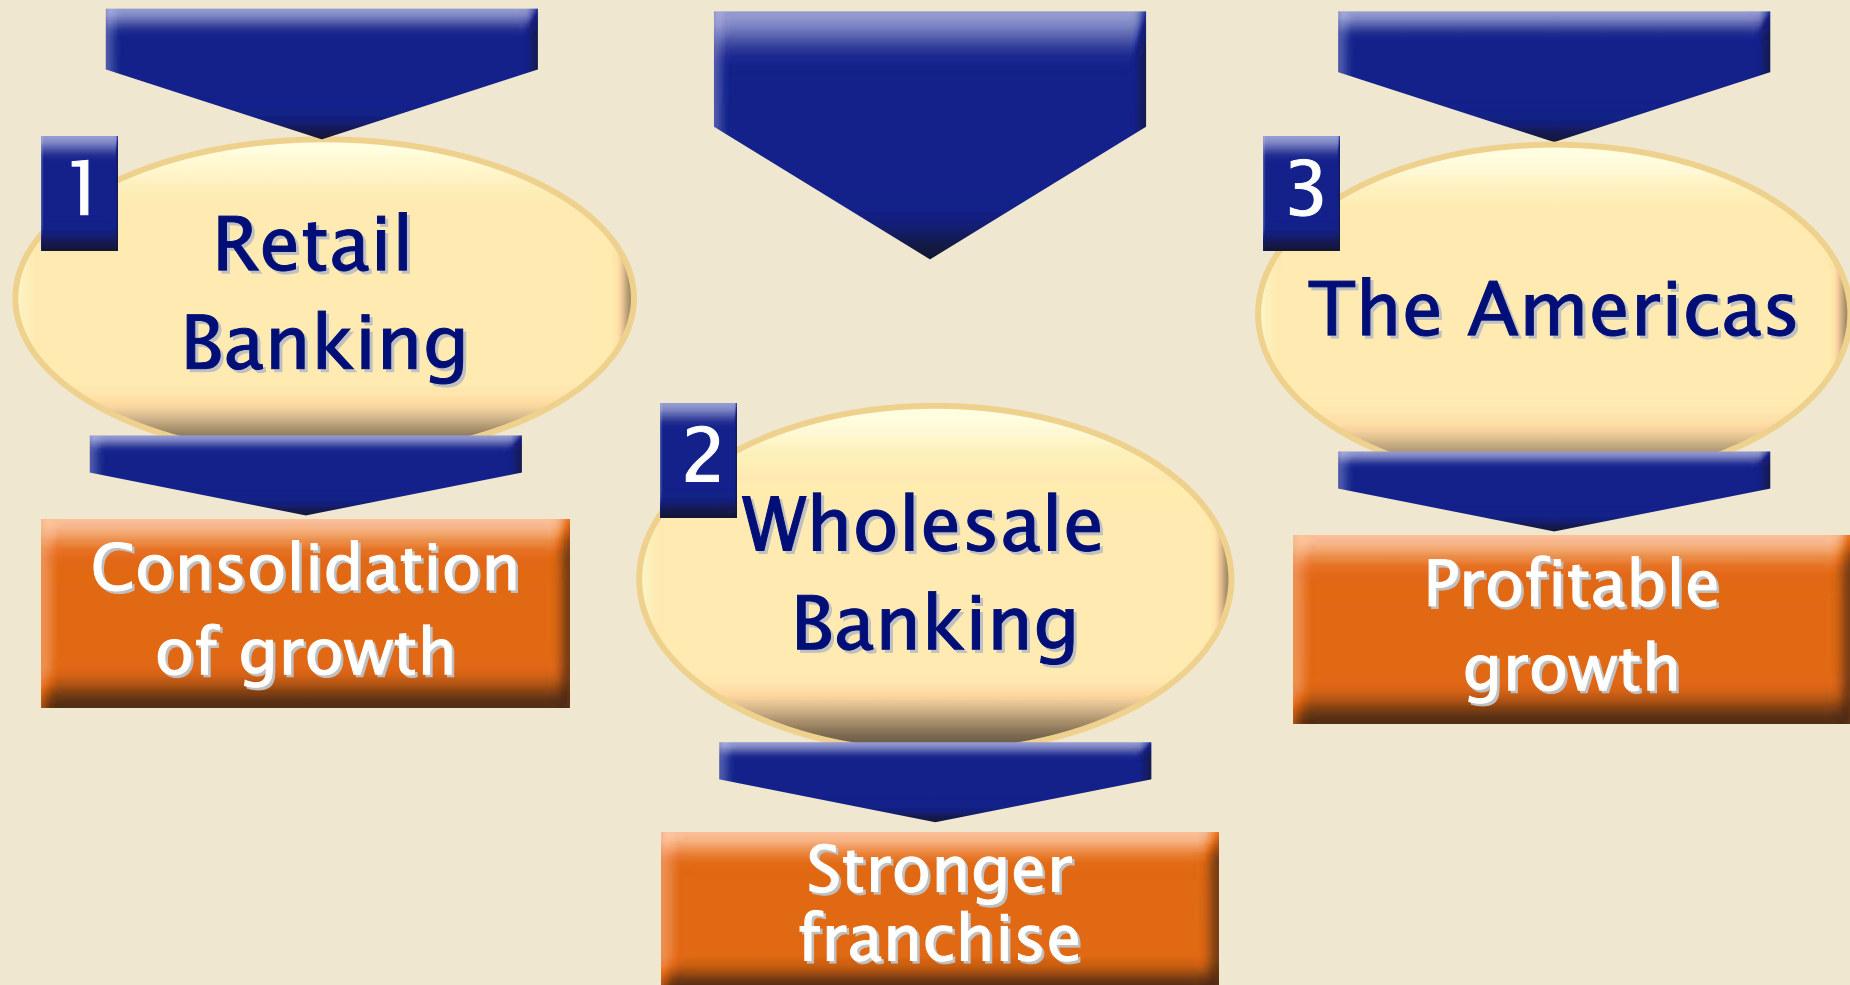 1
Retail
Banking
Consolidation
of growth
2
Wholesale
Banking
Stronger
franchise
3
The Americas
Profitable
growth